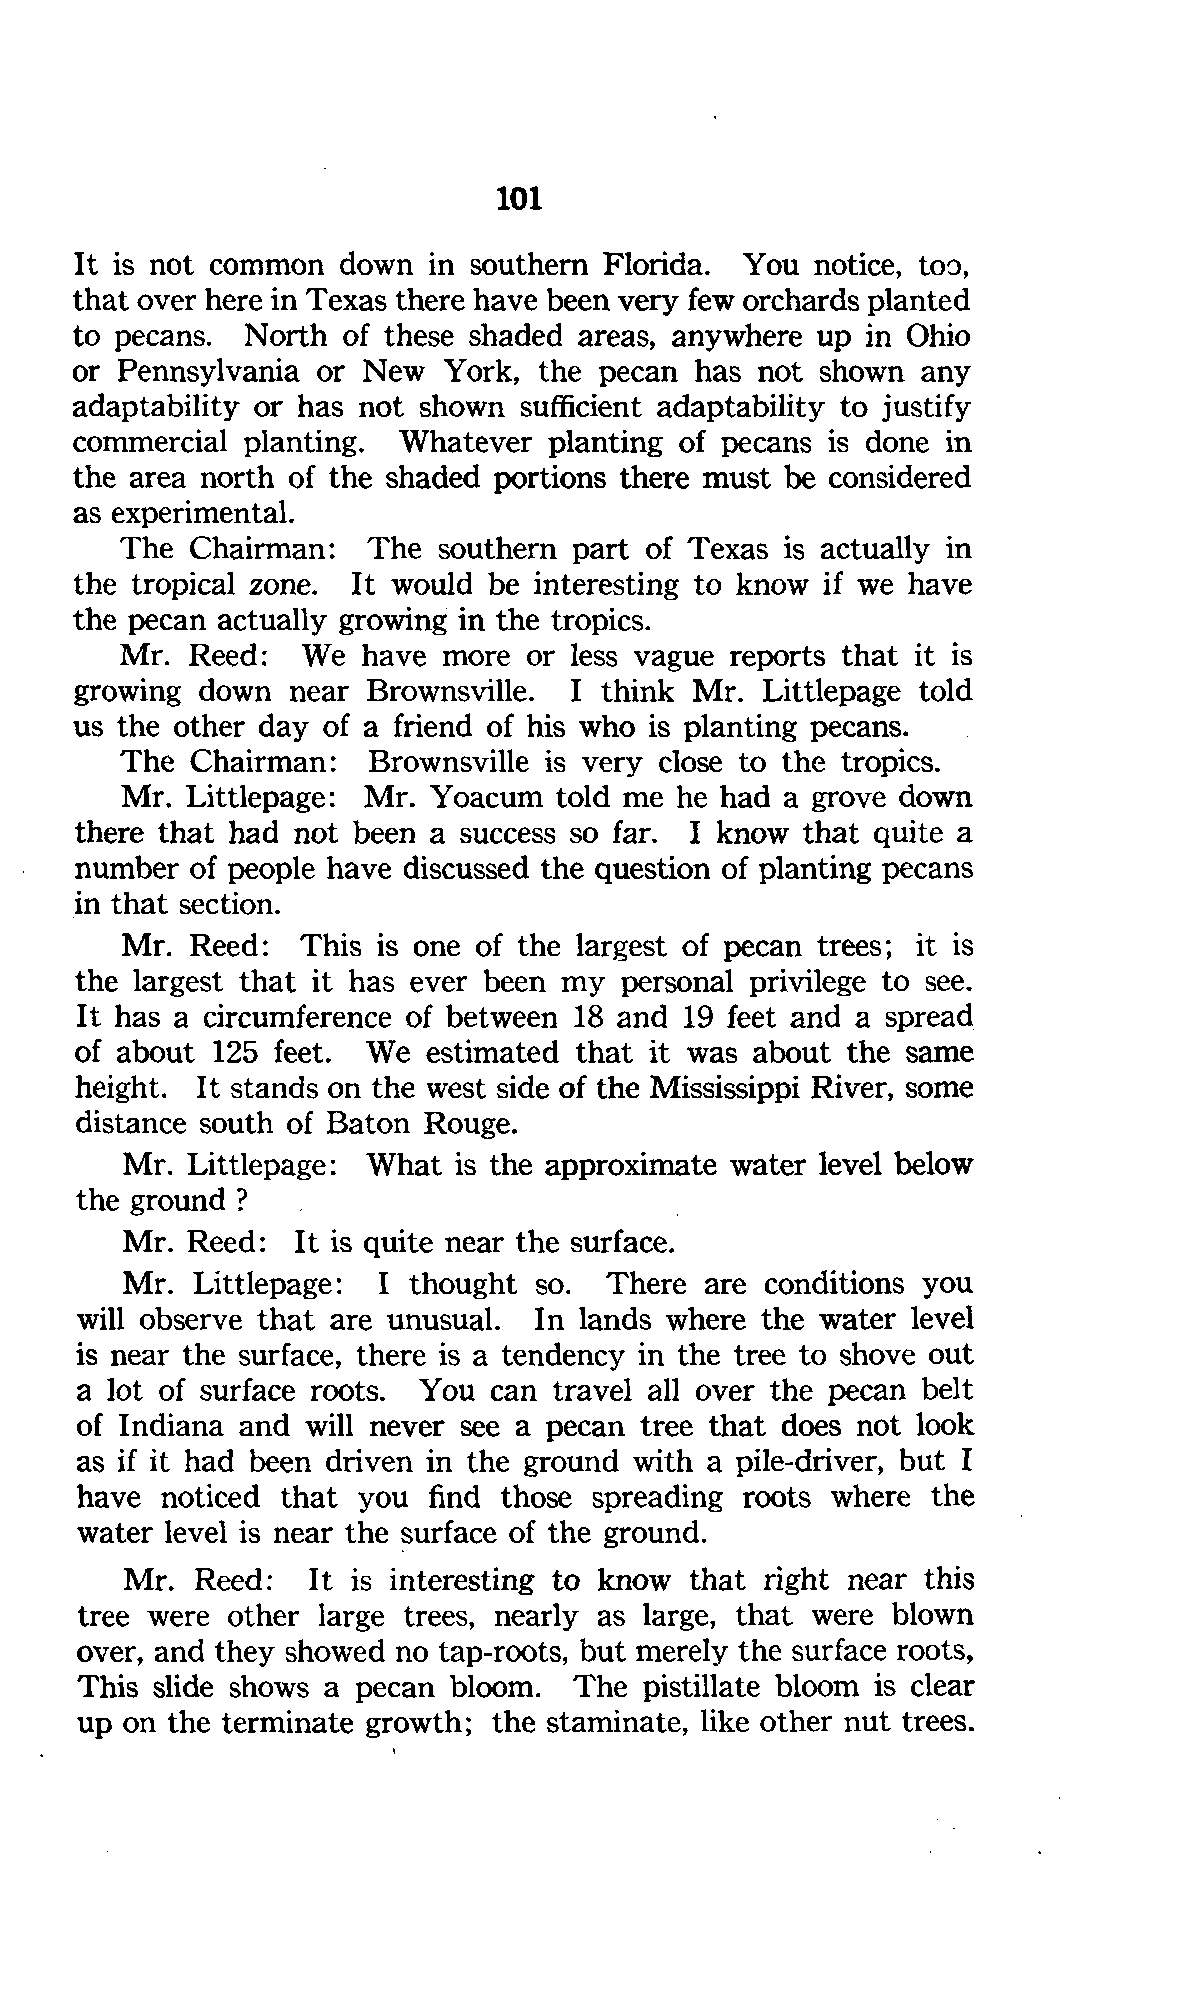 101
It is not common down in southern Florida. You notice, too,
that over here in Texas there have been very few orchards planted
to pecans. North of these shaded areas, anywhere up in Ohio
or Pennsylvania or New York, the pecan has not shown any
adaptability or has not shown sufficient adaptability to justify
commercial planting. Whatever planting of pecans is done in
the area north of the shaded portions there must be considered
as experimental.
The Chairman: The southern part of Texas is actually in
the tropical zone. It would be interesting to know if we have
the pecan actually growing in the tropics.
Mr. Reed: We have more or less vague reports that it is
growing down near Brownsville. I think Mr. Littlepage told
us the other day of a friend of his who is planting pecans.
The Chairman: Brownsville is very close to the tropics.
Mr. Littlepage: Mr. Yoacum told me he had a grove down
there that had not been a success so far. I know that quite a
number of people have discussed the question of planting pecans
in that section.
Mr. Reed: This is one of the largest of pecan trees; it is
the largest that it has ever been my personal privilege to see.
It has a circumference of between 18 and 19 feet and a spread
of about 125 feet. We estimated that it was about the same
height. It stands on the west side of the Mississippi River, some
distance south of Baton Rouge.
Mr. Littlepage: What is the approximate water level below
the ground ?
Mr. Reed: It is quite near the surface.
Mr. Littlepage: I thought so. There are conditions you
will observe that are unusual. In lands where the water level
is near the surface, there is a tendency in the tree to shove out
a lot of surface roots. You can travel all over the pecan belt
of Indiana and will never see a pecan tree that does not look
as if it had been driven in the ground with a pile-driver, but I
have noticed that you find those spreading roots where the
water level is near the surface of the ground.
Mr. Reed: It is interesting to know that right near this
tree were other large trees, nearly as large, that were blown
over, and they showed no tap-roots, but merely the surface roots,
This slide shows a pecan bloom. The pistillate bloom is clear
up on the terminate growth; the staminate, like other nut trees.